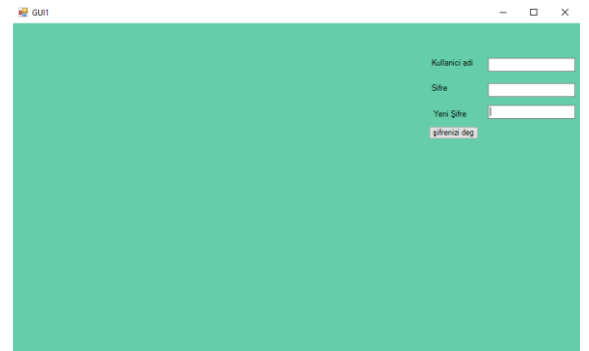 GUI1
Kullanici adi
Sifre
Yeni Şifre
şifrenizi deg